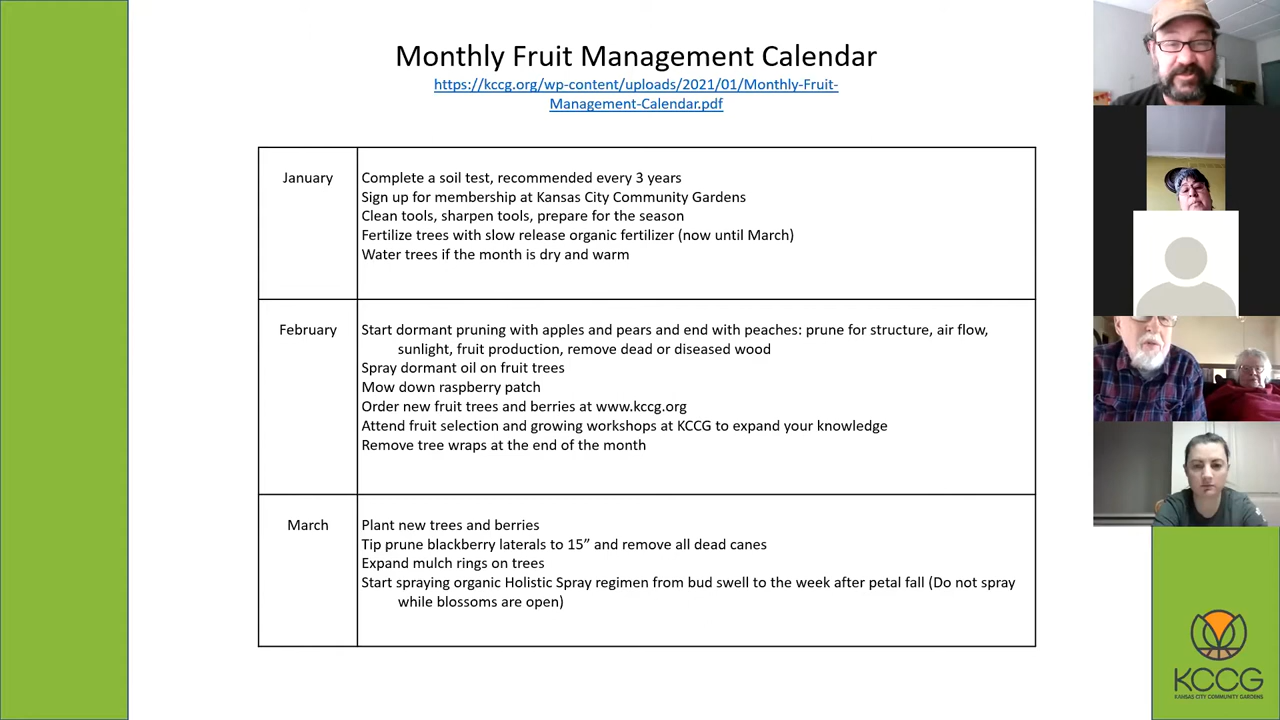 Monthly Fruit Management Calendar
https://kccg.org/wp-content/uploads/2021/01/Monthly-Fruit-
Management-Calendar.pdf
January
Complete a soil test, recommended every 3 years
Sign up for membership at Kansas City Community Gardens
Clean tools, sharpen tools, prepare for the season
Fertilize trees with slow release organic fertilizer (now until March)
Water trees if the month is dry and warm
February
Start dormant pruning with apples and pears and end with peaches: prune for structure, air flow,
sunlight, fruit production, remove dead or diseased wood
Spray dormant oil on fruit trees
Mow down raspberry patch
Order new fruit trees and berries at www.kccg.org
Attend fruit selection and growing workshops at KCCG to expand your knowledge
Remove tree wraps at the end of the month
March
Plant new trees and berries
Tip prune blackberry laterals to 15” and remove all dead canes
Expand mulch rings on trees
Start spraying organic Holistic Spray regimen from bud swell to the week after petal fall (Do not spray
while blossoms are open)
KCCG
KANSAS CITY COMMUNITY GARDENS